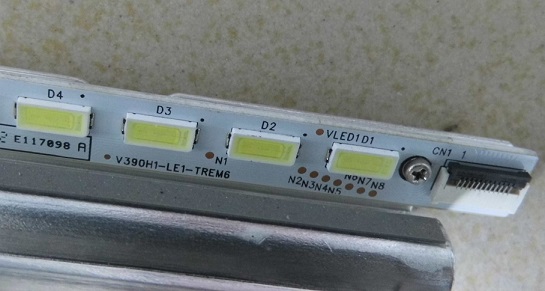 D4
D3
D2
VLED1D1
CN1 1
E117098 A
V390H1-LE1-TREM6
N1
N2N3N4N5
N6N7N8